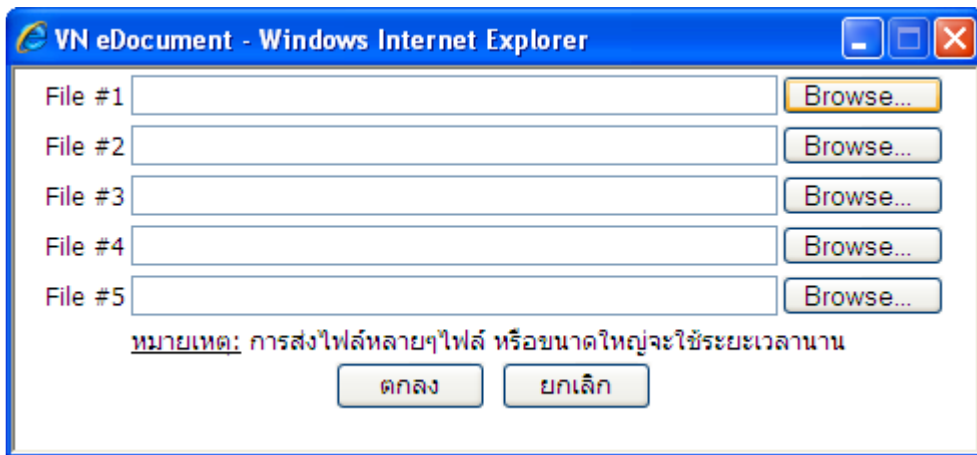 VN eDocument - Windows Internet Explorer
File #1 Browse...
File #2 Browse...
File #3 Browse...
File #4 Browse...
File #5 Browse...
หมายเหตุ: การส่งไฟล์หลายๆไฟล์ หรือขนาดใหญ่จะใช้ระยะเวลานาน
ตกลง ยกเลิก